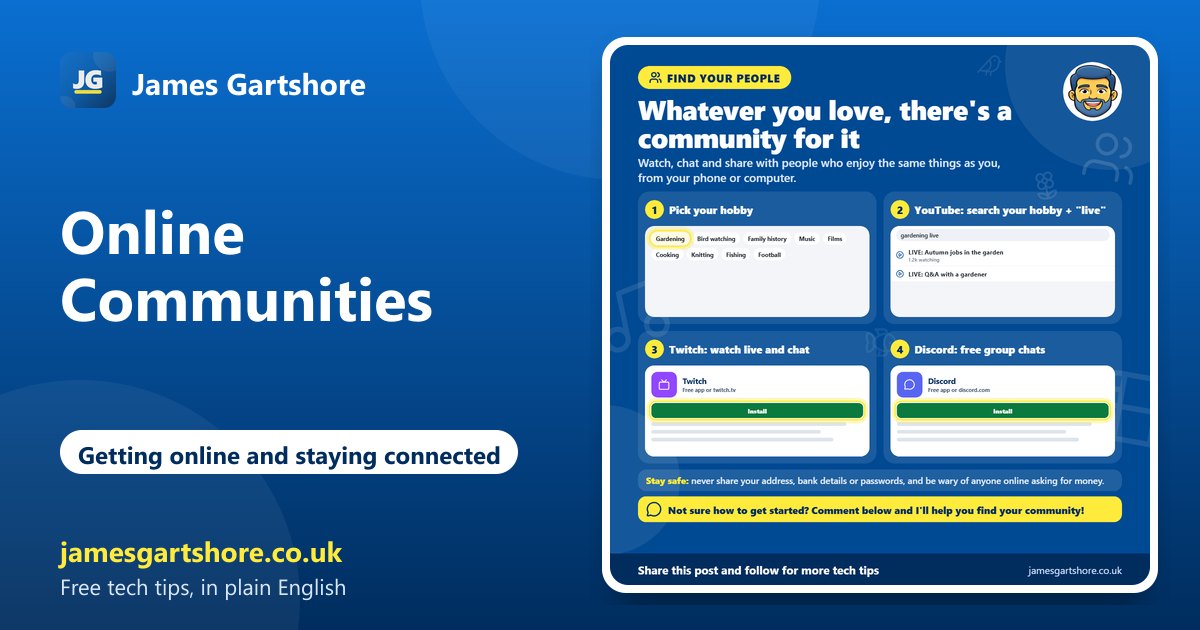 JG
James Gartshore
Online
Communities
Getting online and staying connected
jamesgartshore.co.uk
Free tech tips, in plain English
FIND YOUR PEOPLE
Whatever you love, there's a
community for it
Watch, chat and share with people who enjoy the same things as you,
from your phone or computer.
1 Pick your hobby
Gardening Bird watching Family history Music Films
Cooking Knitting Fishing Football
2 YouTube: search your hobby + "live"
gardening live
LIVE: Autumn jobs in the garden
1.2k watching
LIVE: Q&A with a gardener
3 Twitch: watch live and chat
Twitch
Free app or twitch.tv
Install
4 Discord: free group chats
Discord
Free app or discord.com
Install
Stay safe: never share your address, bank details or passwords, and be wary of anyone online asking for money.
Not sure how to get started? Comment below and I'll help you find your community!
Share this post and follow for more tech tips
jamesgartshore.co.uk